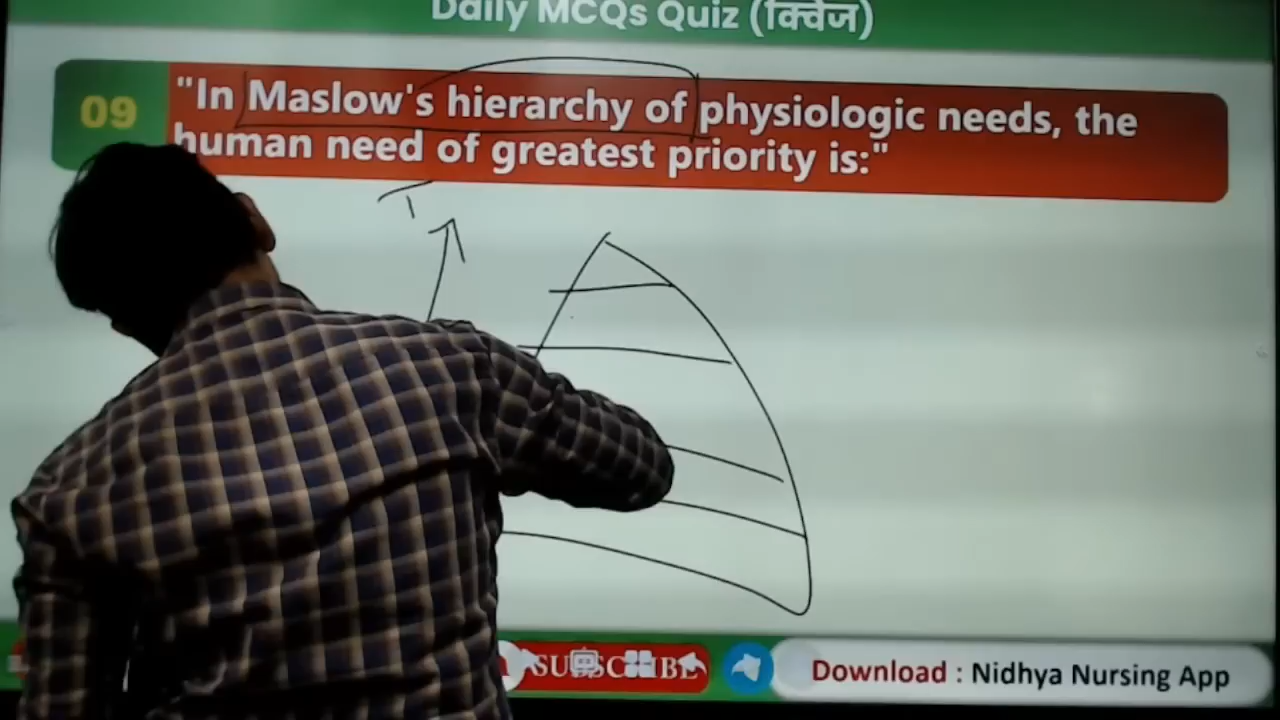 Daily MCQs Quiz (क्विज)
09
"In Maslow's hierarchy of physiologic needs, the
human need of greatest priority is:"
SUBSCRIBE
Download : Nidhya Nursing App